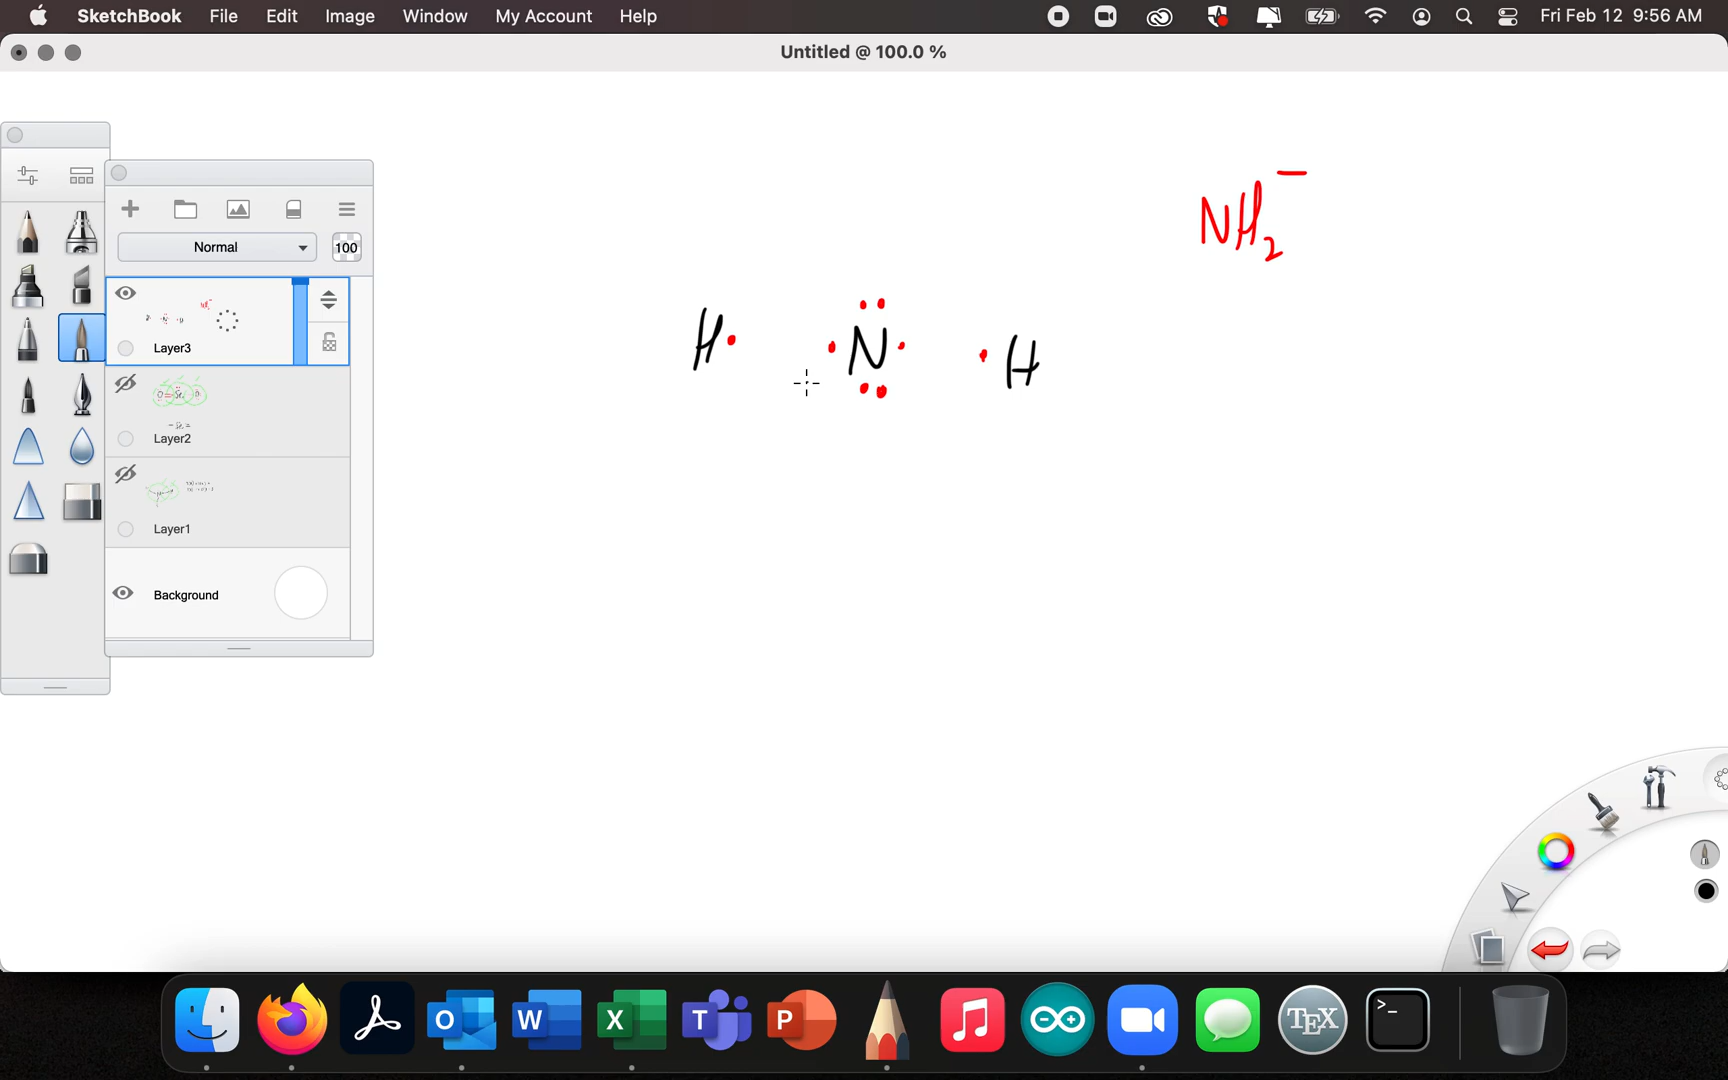 SketchBook File Edit Image Window My Account Help Fri Feb 12 9:56 AM
Untitled @ 100.0 %
NH₂⁻
Normal 100
H N H
Layer3
Layer2
Layer1
Background
O W X T P TEX >_